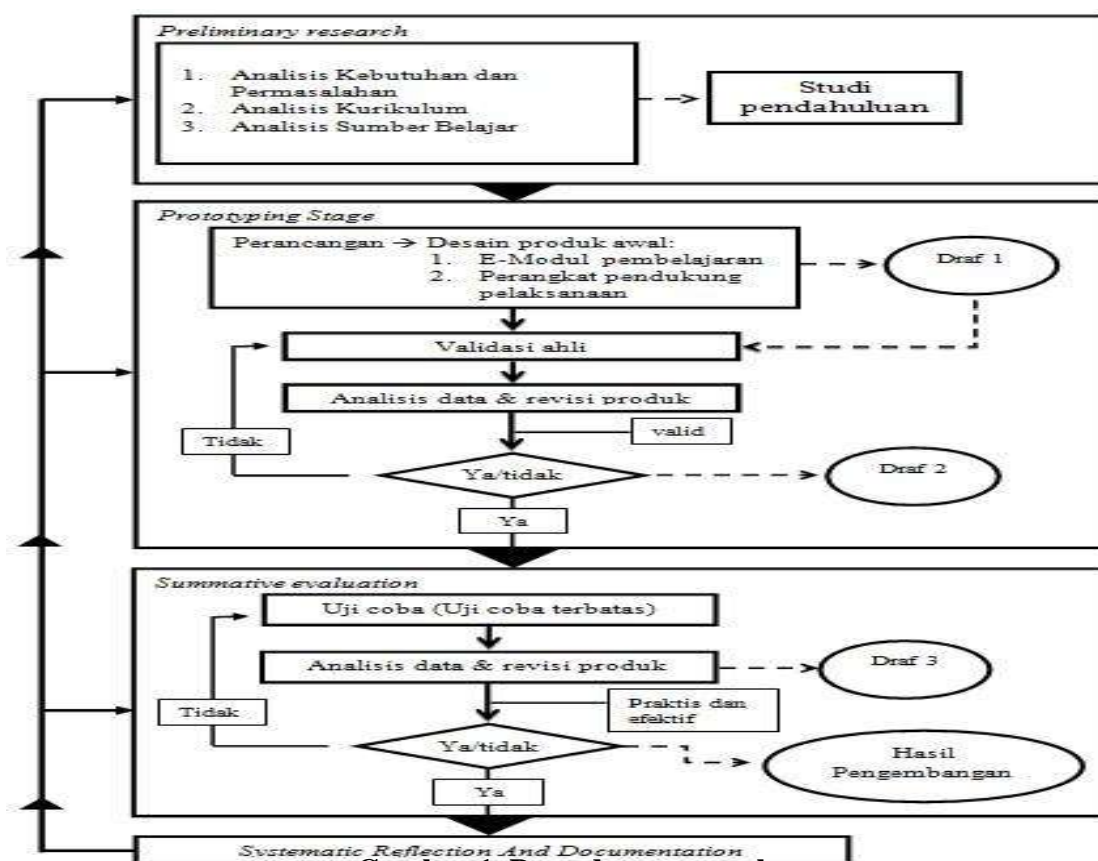 Preliminary research
1. Analisis Kebutuhan dan
Permasalahan
2. Analisis Kurikulum
3. Analisis Sumber Belajar
Studi
pendahuluan
Prototyping Stage
Perancangan → Desain produk awal:
1. E-Modul pembelajaran
2. Perangkat pendukung
pelaksanaan
Draf 1
Validasi ahli
Analisis data & revisi produk
valid
Tidak
Ya/tidak
Draf 2
Ya
Summative evaluation
Uji coba (Uji coba terbatas)
Analisis data & revisi produk
Draf 3
Praktis dan
efektif
Tidak
Ya/tidak
Hasil
Pengembangan
Ya
Systematic Reflection And Documentation